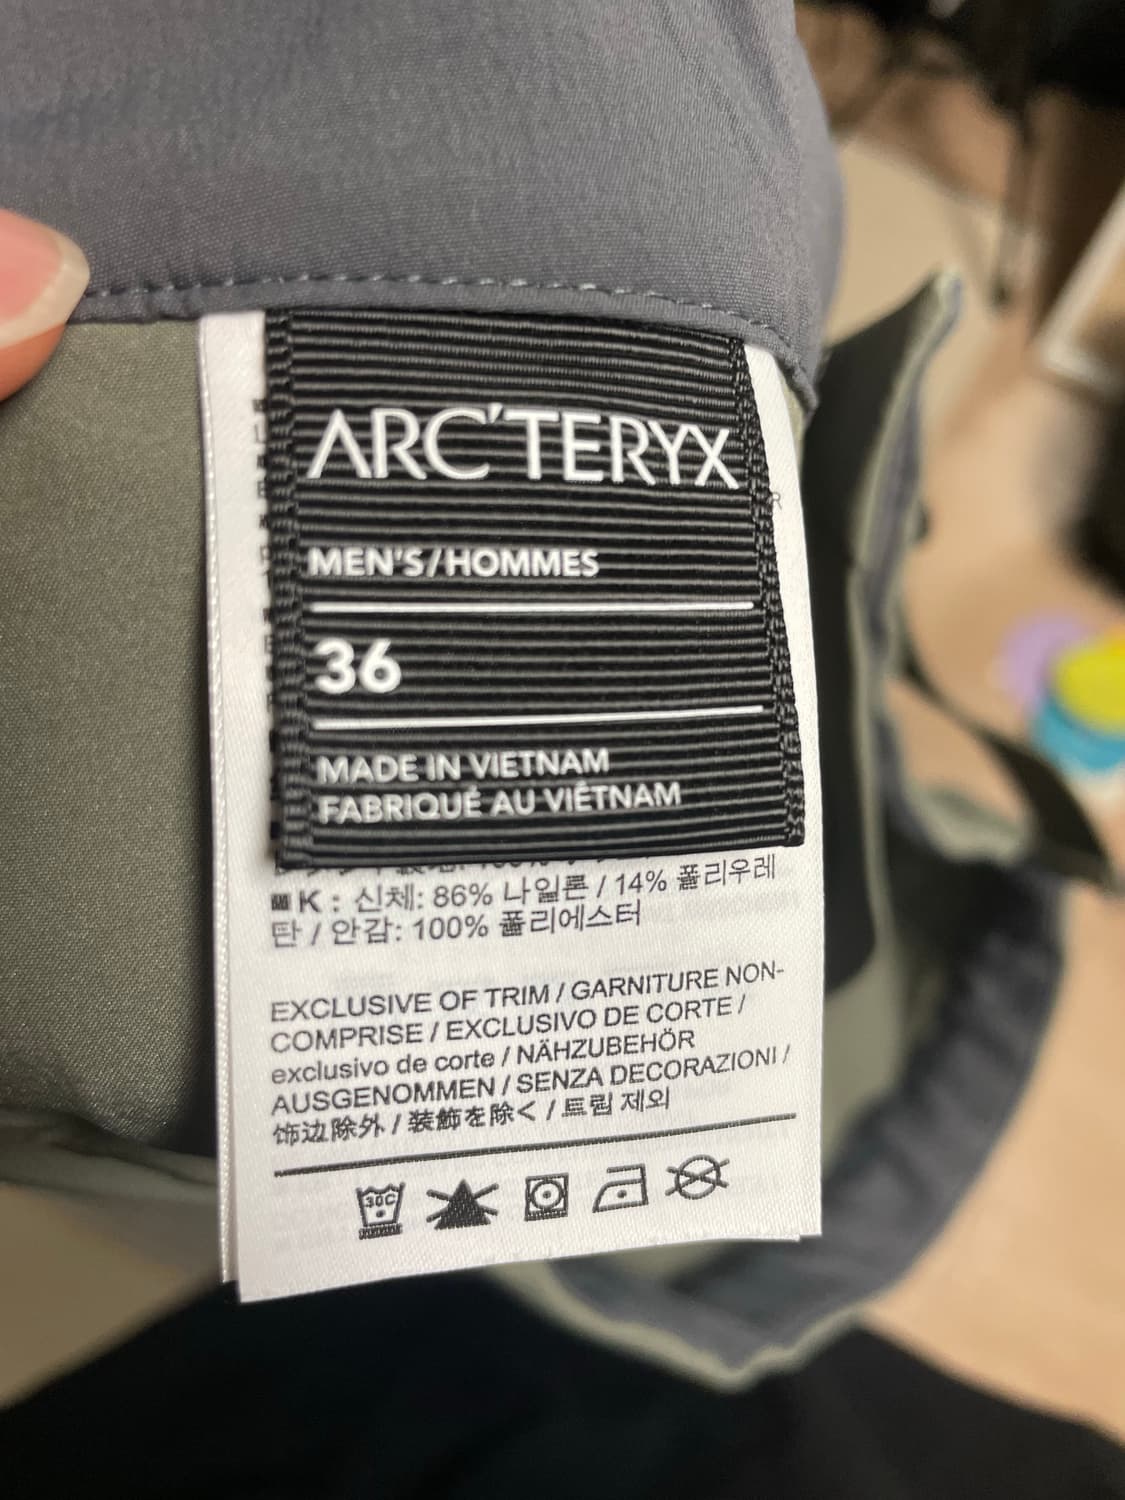 ARC'TERYX
MEN'S/HOMMES
36
MADE IN VIETNAM
FABRIQUÉ AU VIÊTNAM
K : 신체: 86% 나일론 / 14% 폴리우레
탄 / 안감: 100% 폴리에스터
EXCLUSIVE OF TRIM / GARNITURE NON-
COMPRISE / EXCLUSIVO DE CORTE /
exclusivo de corte / NÄHZUBEHÖR
AUSGENOMMEN / SENZA DECORAZIONI /
饰边除外 / 装飾を除く / 트림 제외
30C